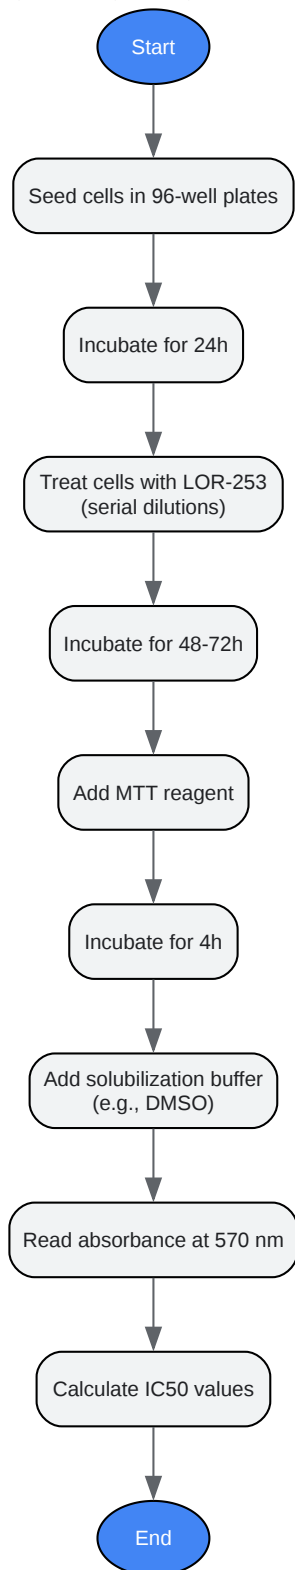 Start
Seed cells in 96-well plates
Incubate for 24h
Treat cells with LOR-253
(serial dilutions)
Incubate for 48-72h
Add MTT reagent
Incubate for 4h
Add solubilization buffer
(e.g., DMSO)
Read absorbance at 570 nm
Calculate IC50 values
End